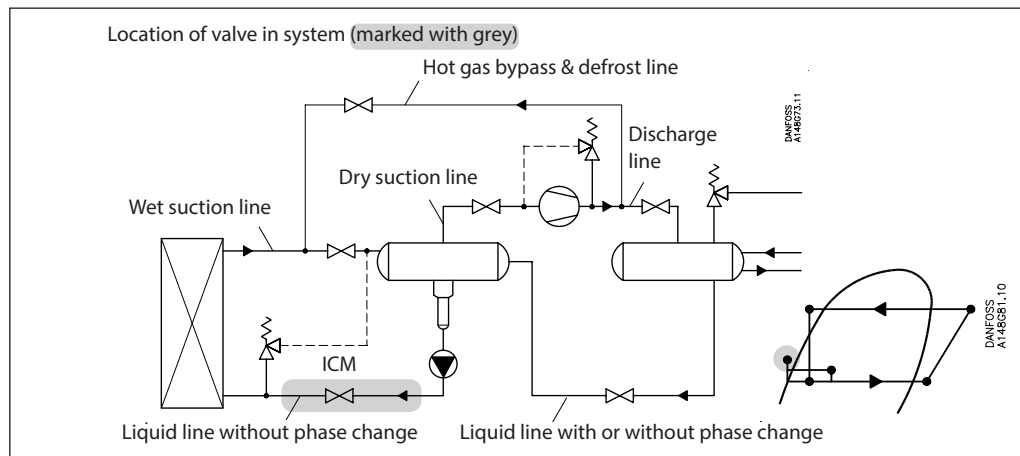 Location of valve in system (marked with grey)
Hot gas bypass & defrost line
DANFOSS
A148G73.11
Discharge
line
Dry suction line
Wet suction line
DANFOSS
A148G81.10
ICM
Liquid line without phase change
Liquid line with or without phase change